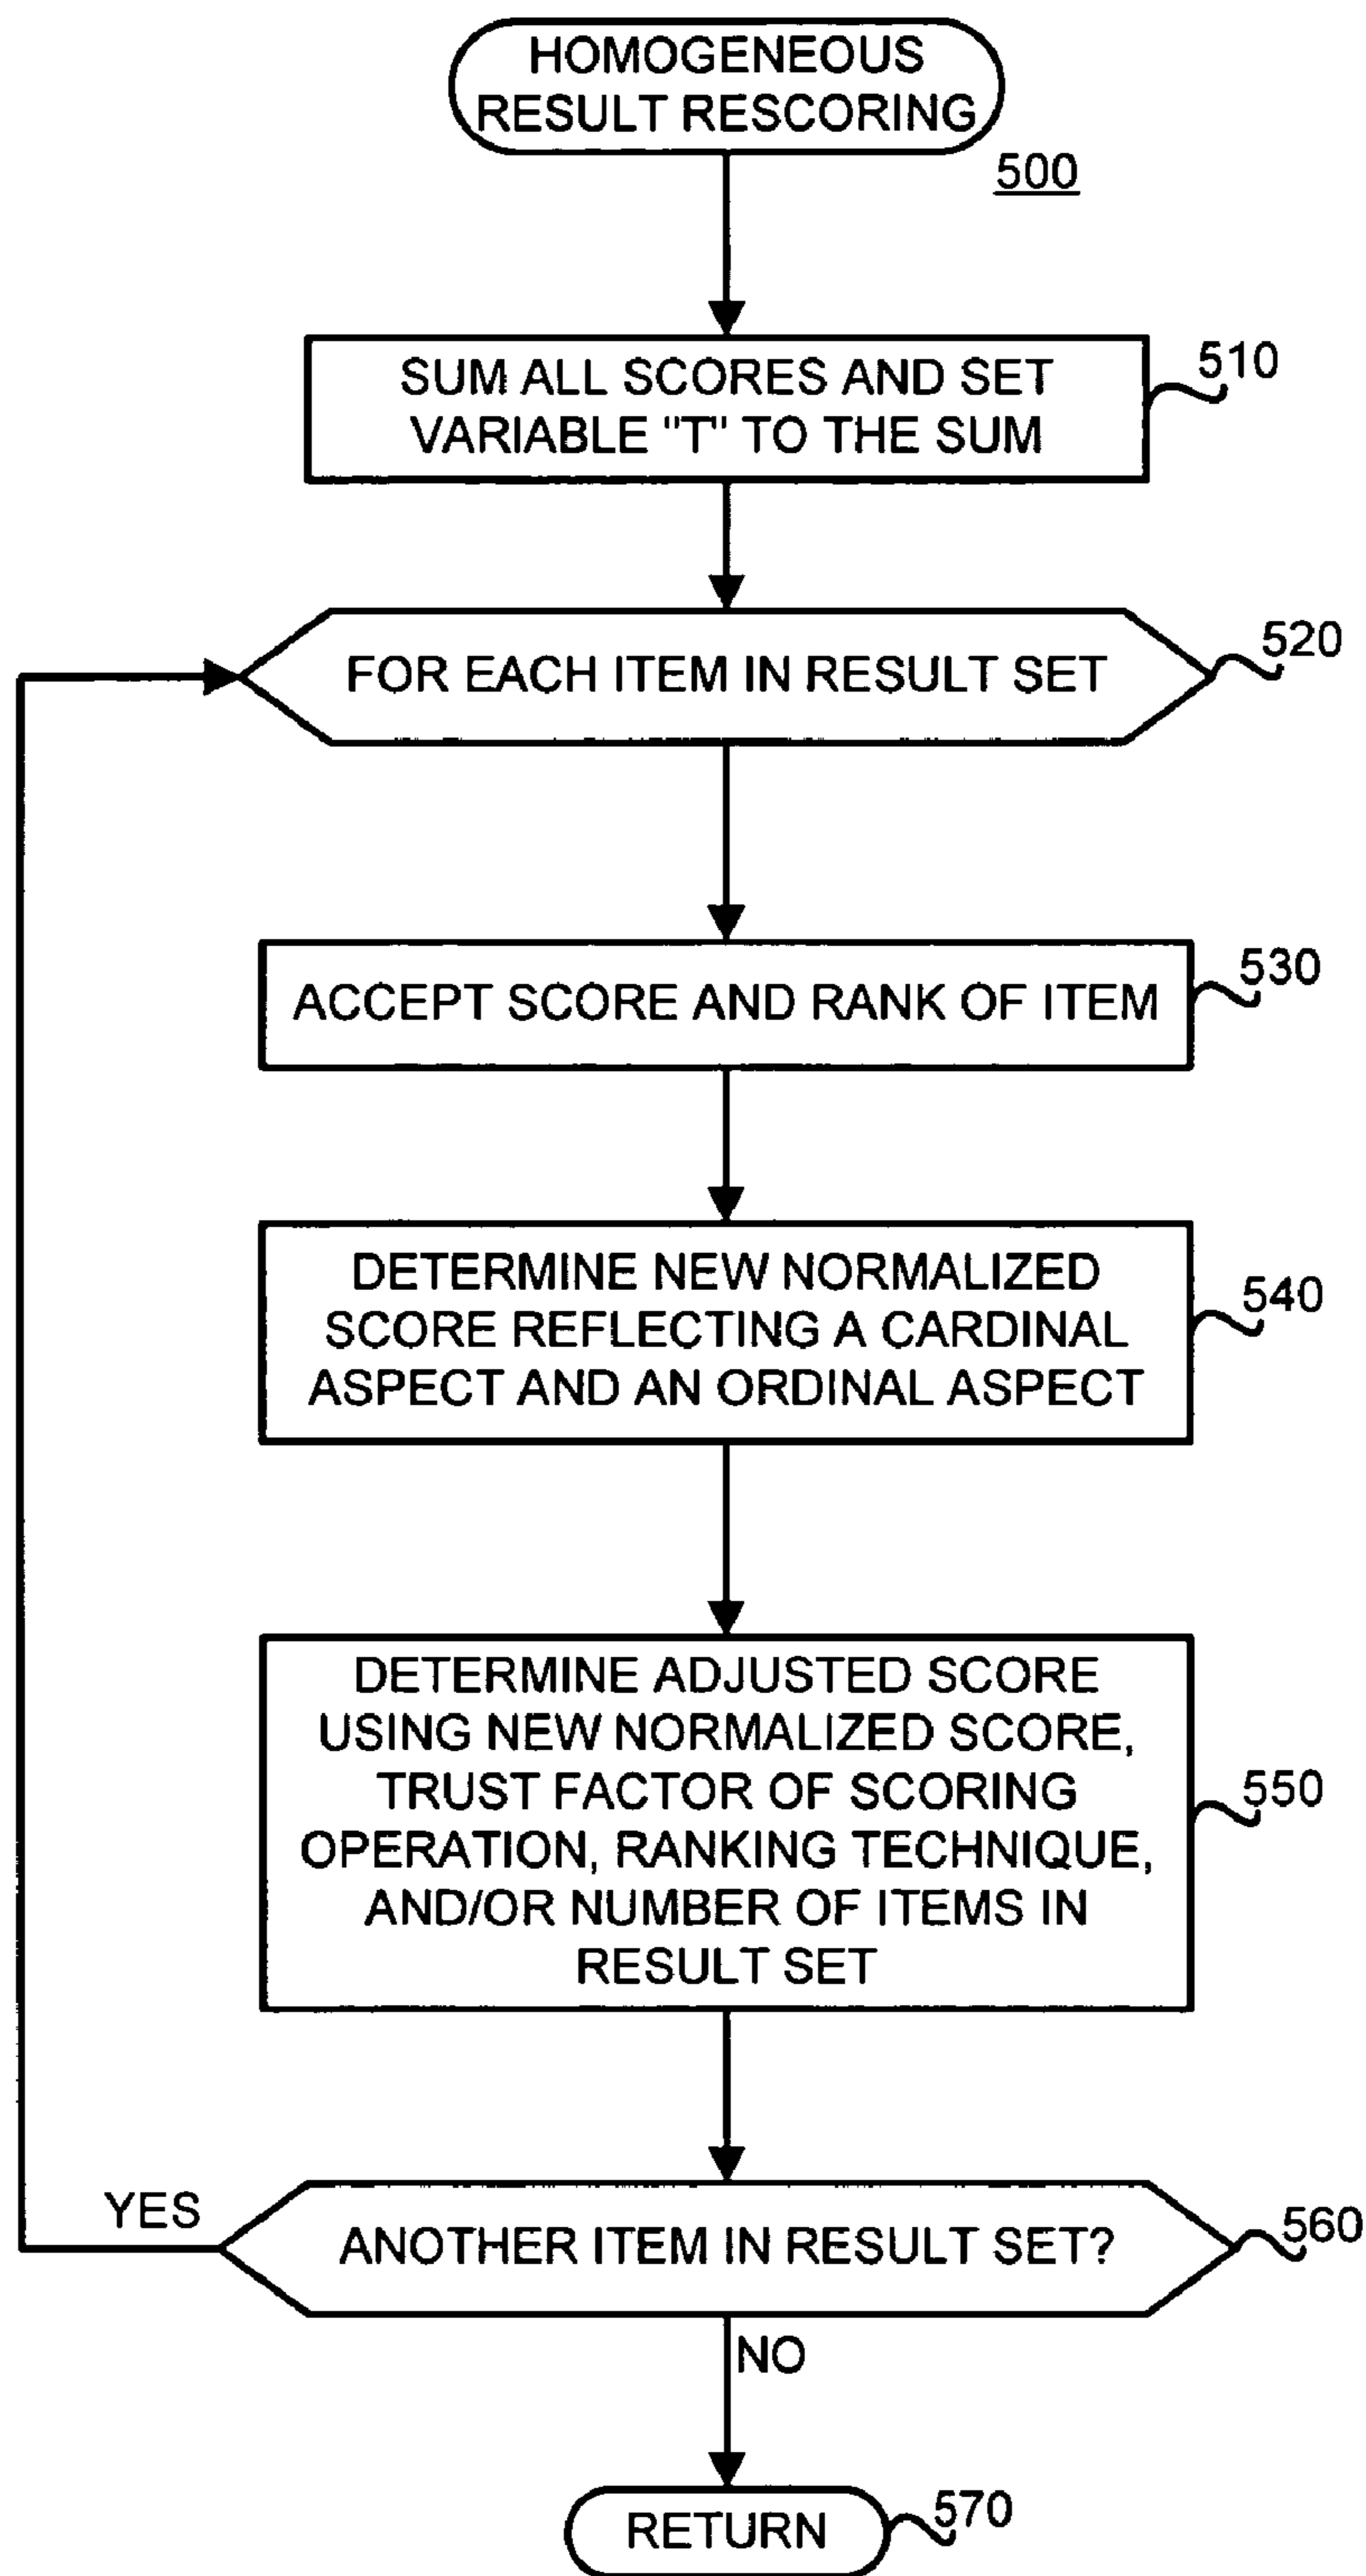 HOMOGENEOUS
RESULT RESCORING
500
SUM ALL SCORES AND SET
VARIABLE "T" TO THE SUM
510
FOR EACH ITEM IN RESULT SET
520
ACCEPT SCORE AND RANK OF ITEM
530
DETERMINE NEW NORMALIZED
SCORE REFLECTING A CARDINAL
ASPECT AND AN ORDINAL ASPECT
540
DETERMINE ADJUSTED SCORE
USING NEW NORMALIZED SCORE,
TRUST FACTOR OF SCORING
OPERATION, RANKING TECHNIQUE,
AND/OR NUMBER OF ITEMS IN
RESULT SET
550
YES
ANOTHER ITEM IN RESULT SET?
560
NO
RETURN
570